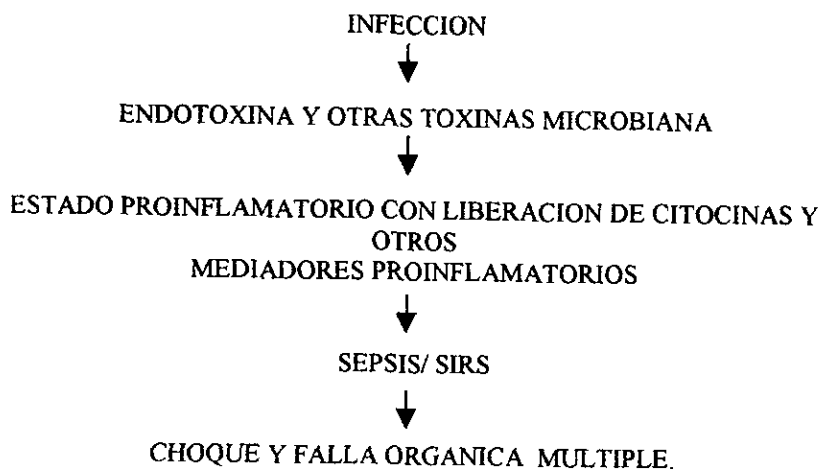 INFECCION
ENDOTOXINA Y OTRAS TOXINAS MICROBIANA
ESTADO PROINFLAMATORIO CON LIBERACION DE CITOCINAS Y
OTROS
MEDIADORES PROINFLAMATORIOS
SEPSIS/ SIRS
CHOQUE Y FALLA ORGANICA MULTIPLE.